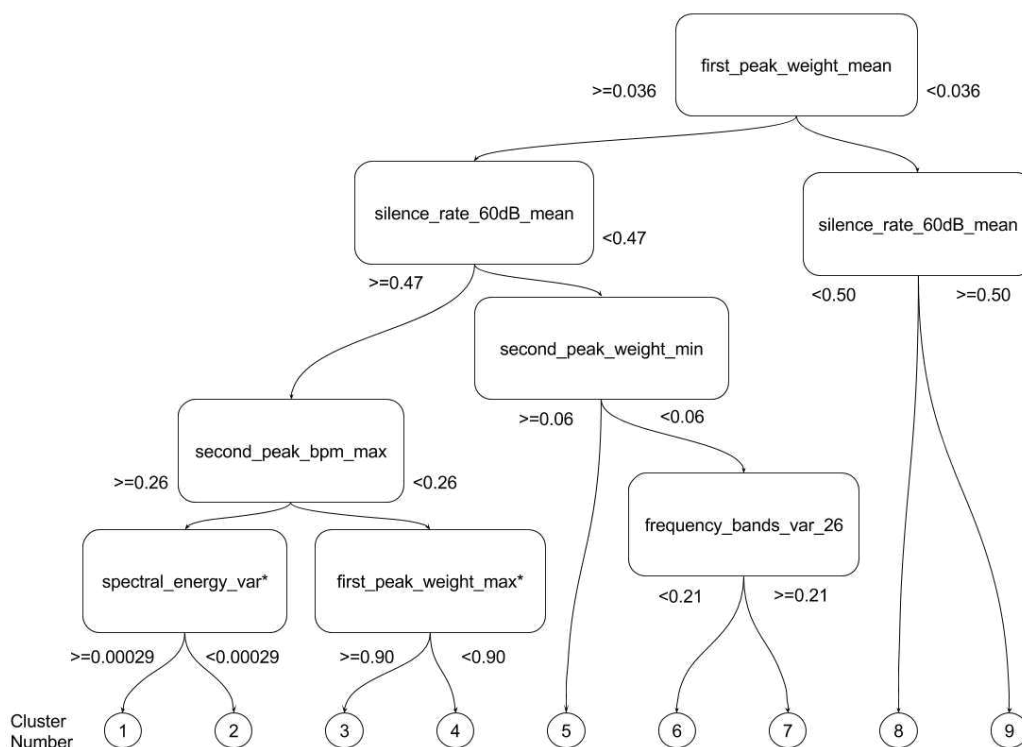 first_peak_weight_mean
>=0.036
<0.036
silence_rate_60dB_mean
silence_rate_60dB_mean
<0.47
>=0.47
<0.50
>=0.50
second_peak_weight_min
>=0.06
<0.06
second_peak_bpm_max
>=0.26
<0.26
frequency_bands_var_26
spectral_energy_var*
first_peak_weight_max*
<0.21
>=0.21
>=0.00029
<0.00029
>=0.90
<0.90
Cluster
Number
1
2
3
4
5
6
7
8
9